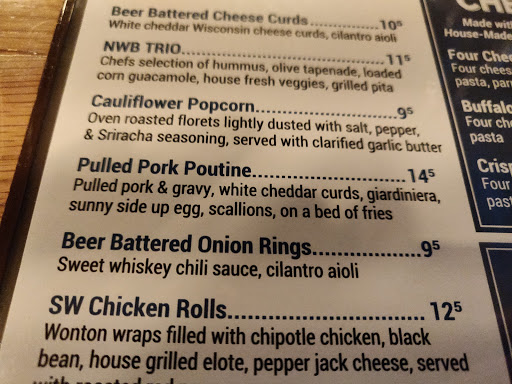 Beer Battered Cheese Curds..................10⁵
White cheddar Wisconsin cheese curds, cilantro aioli
NWB TRIO.............................................11⁵
Chefs selection of hummus, olive tapenade, loaded
corn guacamole, house fresh veggies, grilled pita
Cauliflower Popcorn..............................9⁵
Oven roasted florets lightly dusted with salt, pepper,
& Sriracha seasoning, served with clarified garlic butter
Pulled Pork Poutine................................14⁵
Pulled pork & gravy, white cheddar curds, giardiniera,
sunny side up egg, scallions, on a bed of fries
Beer Battered Onion Rings..................9⁵
Sweet whiskey chili sauce, cilantro aioli
SW Chicken Rolls................................12⁵
Wonton wraps filled with chipotle chicken, black
bean, house grilled elote, pepper jack cheese, served
with roasted red
Made with
House-Made
Four Chee
Four chees
pasta, pan
Buffalo
Four che
pasta
Crisp
Four
past